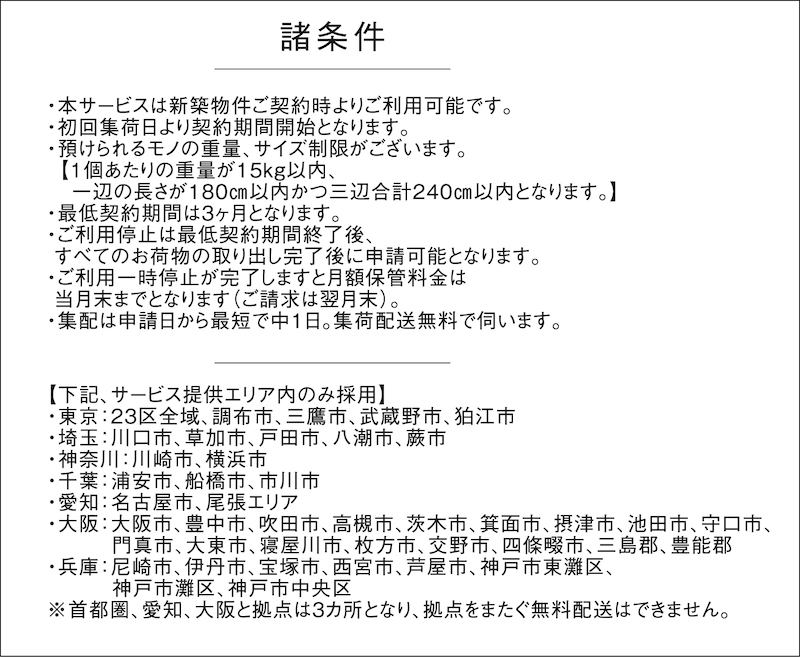 諸条件
・本サービスは新築物件ご契約時よりご利用可能です。
・初回集荷日より契約期間開始となります。
・預けられるモノの重量、サイズ制限がございます。
【1個あたりの重量が15kg以内、
一辺の長さが180㎝以内かつ三辺合計240㎝以内となります。】
・最低契約期間は3ヶ月となります。
・ご利用停止は最低契約期間終了後、
すべてのお荷物の取り出し完了後に申請可能となります。
・ご利用一時停止が完了しますと月額保管料金は
当月末までとなります（ご請求は翌月末）。
・集配は申請日から最短で中1日。集荷配送無料で伺います。
【下記、サービス提供エリア内のみ採用】
・東京：23区全域、調布市、三鷹市、武蔵野市、狛江市
・埼玉：川口市、草加市、戸田市、八潮市、蕨市
・神奈川：川崎市、横浜市
・千葉：浦安市、船橋市、市川市
・愛知：名古屋市、尾張エリア
・大阪：大阪市、豊中市、吹田市、高槻市、茨木市、箕面市、摂津市、池田市、守口市、
門真市、大東市、寝屋川市、枚方市、交野市、四條畷市、三島郡、豊能郡
・兵庫：尼崎市、伊丹市、宝塚市、西宮市、芦屋市、神戸市東灘区、
神戸市灘区、神戸市中央区
※首都圏、愛知、大阪と拠点は3カ所となり、拠点をまたぐ無料配送はできません。